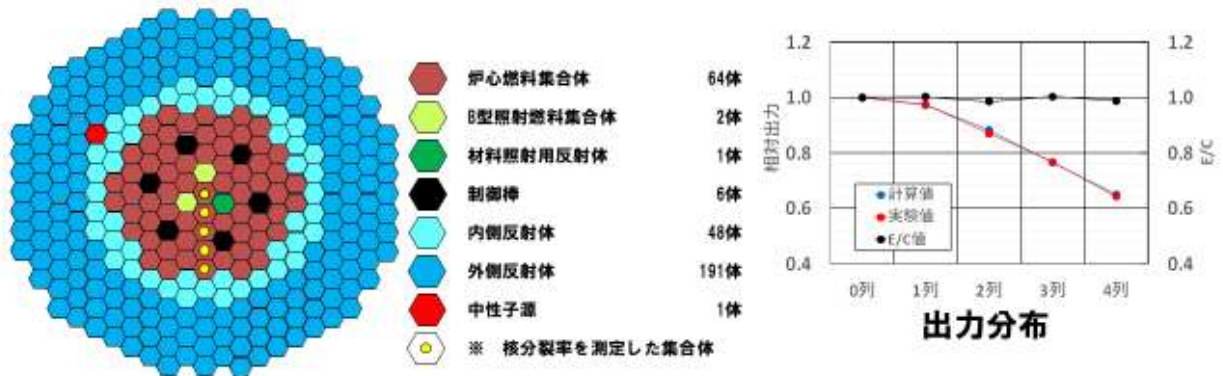 炉心燃料集合体 64体
B型照射燃料集合体 2体
材料照射用反射体 1体
制御棒 6体
内側反射体 48体
外側反射体 191体
中性子源 1体
※ 核分裂率を測定した集合体
1.2 1.2
1.0 1.0
0.8 0.8
0.6 0.6
0.4 0.4
相対出力
E/C
計算値
実験値
E/C値
0列 1列 2列 3列 4列
出力分布